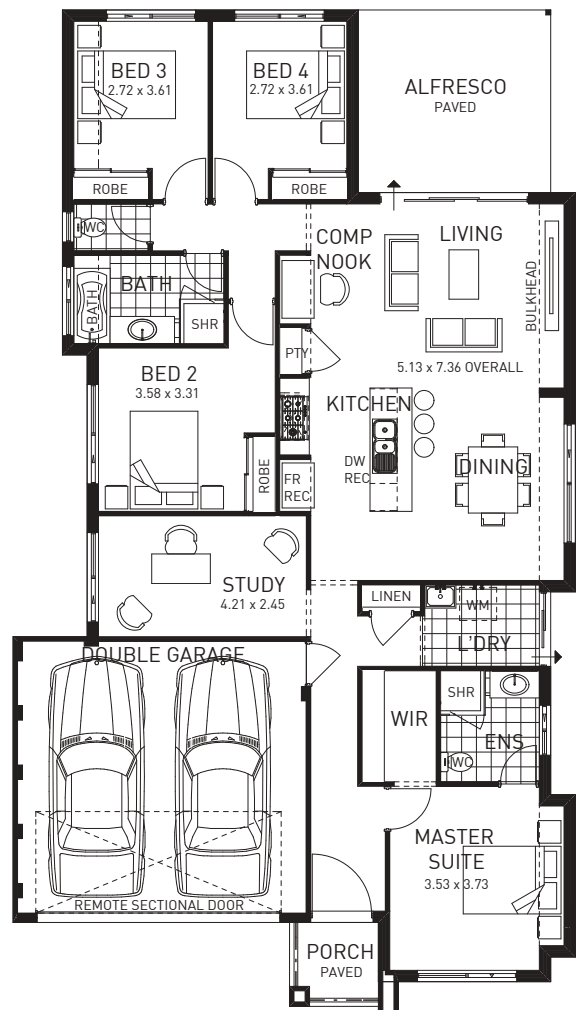 BED 3
2.72 x 3.61
BED 4
2.72 x 3.61
ALFRESCO
PAVED
ROBE
ROBE
WC
COMP
NOOK
LIVING
BATH
BATH
SHR
BULKHEAD
PTY
5.13 x 7.36 OVERALL
BED 2
3.58 x 3.31
KITCHEN
ROBE
FR
REC
DW
REC
DINING
STUDY
4.21 x 2.45
LINEN
WM
L'DRY
DOUBLE GARAGE
WIR
SHR
ENS
WC
MASTER
SUITE
3.53 x 3.73
REMOTE SECTIONAL DOOR
PORCH
PAVED